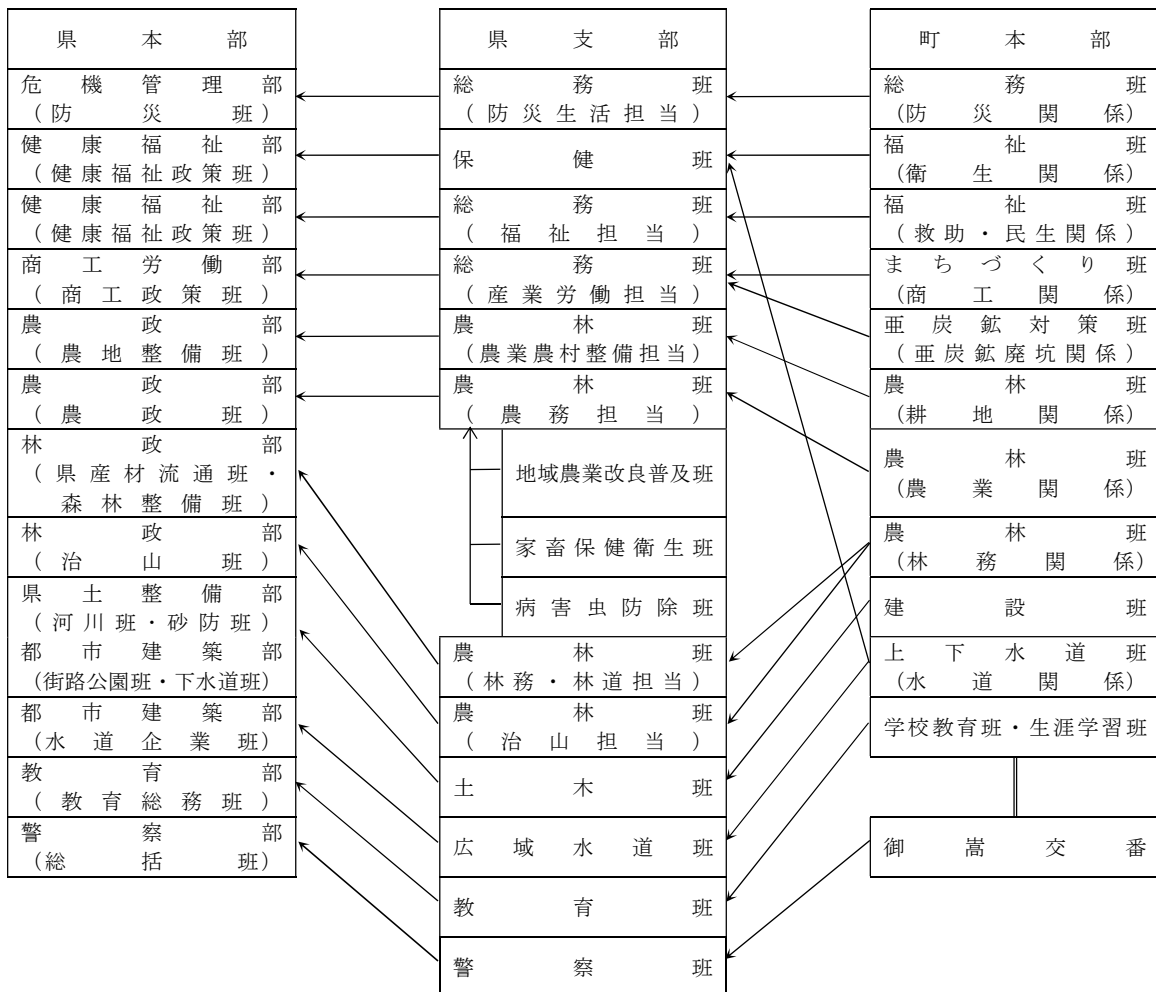 県本部
危機管理部
(防災班)
健康福祉部
(健康福祉政策班)
健康福祉部
(健康福祉政策班)
商工労働部
(商工政策班)
農政部
(農地整備班)
農政部
(農政班)
林政部
(県産材流通班・
森林整備班)
林政部
(治山班)
県土整備部
(河川班・砂防班)
都市建築部
(街路公園班・下水道班)
都市建築部
(水道企業班)
教育部
(教育総務班)
警察部
(総括班)
県支部
総務班
(防災生活担当)
保健班
総務班
(福祉担当)
総務班
(産業労働担当)
農林班
(農業農村整備担当)
農林班
(農務担当)
地域農業改良普及班
家畜保健衛生班
病害虫防除班
農林班
(林務・林道担当)
農林班
(治山担当)
土木班
広域水道班
教育班
警察班
町本部
総務班
(防災関係)
福祉班
(衛生関係)
福祉班
(救助・民生関係)
まちづくり班
(商工関係)
亜炭鉱対策班
(亜炭鉱廃坑関係)
農林班
(耕地関係)
農林班
(農業関係)
農林班
(林務関係)
建設班
上下水道班
(水道関係)
学校教育班・生涯学習班
御嵩交番